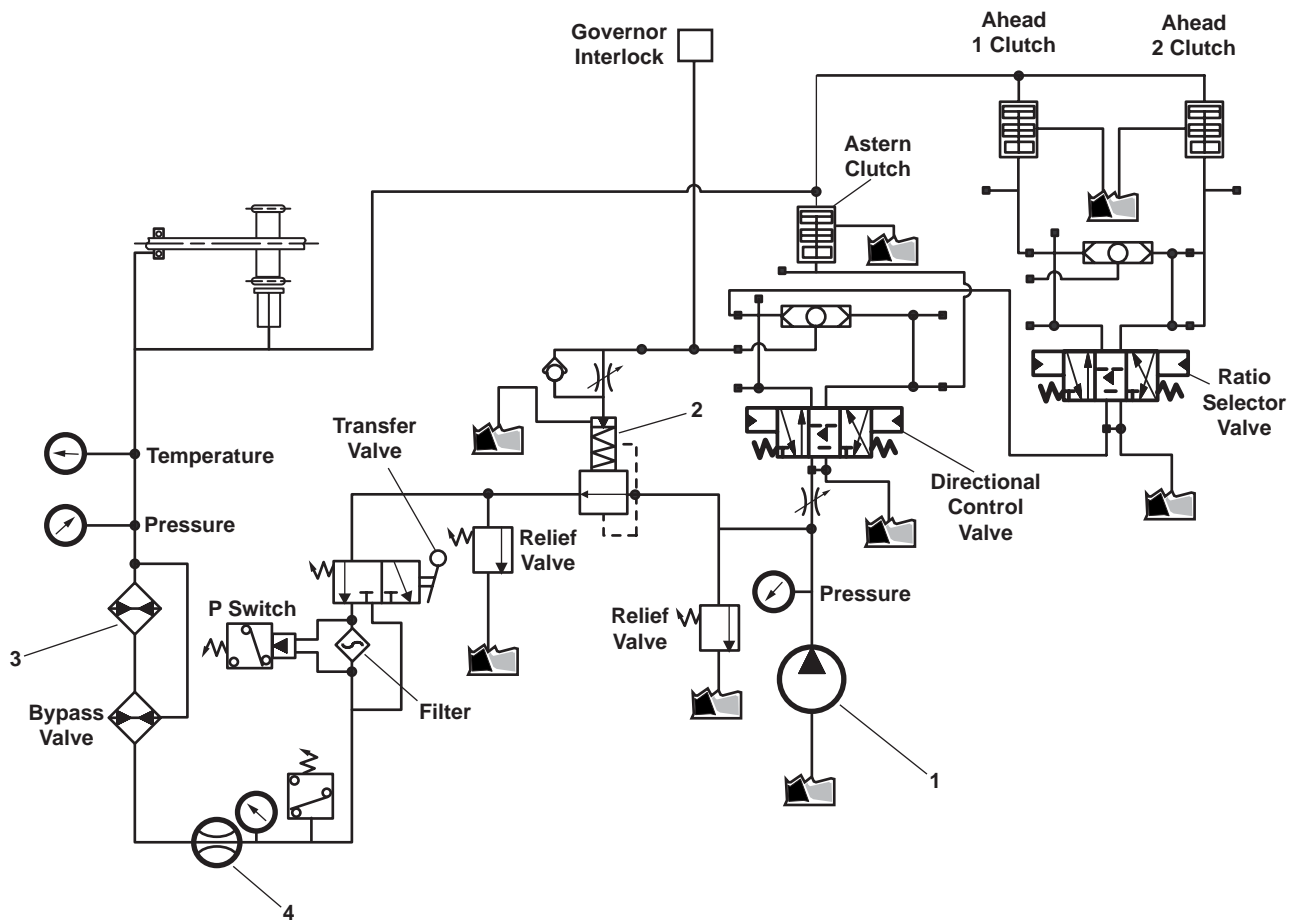 Governor
Interlock
Ahead
1 Clutch
Ahead
2 Clutch
Astern
Clutch
2
Transfer
Valve
Ratio
Selector
Valve
Temperature
Directional
Control
Valve
Pressure
Relief
Valve
Pressure
P Switch
Relief
Valve
3
Bypass
Valve
Filter
1
4